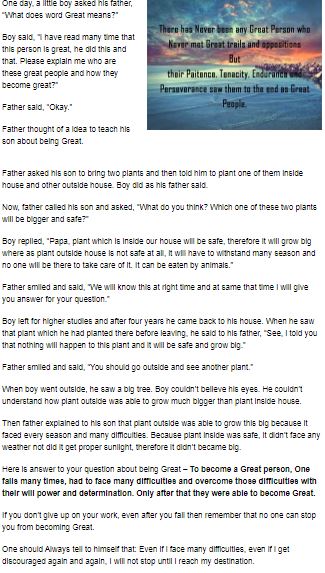 One day, a little boy asked his father,
"What does word Great means?"
Boy said, "I have read many time that
this person is great, he did this and
that. Please explain me who are
these great people and how they
become great?"
Father said, "Okay."
Father thought of a idea to teach his
son about being Great.
There has Never been any Great Person who
Never met Great trails and oppositions
But
their Paitence, Tenacity, Endurance and
Perseverance saw them to the end as Great
People.
Father asked his son to bring two plants and then told him to plant one of them inside
house and other outside house. Boy did as his father said.
Now, father called his son and asked, "What do you think? Which one of these two plants
will be bigger and safe?"
Boy replied, "Papa, plant which is inside our house will be safe, therefore it will grow big
where as plant outside house is not safe at all, it will have to withstand many season and
no one will be there to take care of it. It can be eaten by animals."
Father smiled and said, "We will know this at right time and at same that time I will give
you answer for your question."
Boy left for higher studies and after four years he came back to his house. When he saw
that plant which he had planted there before leaving, he said to his father, "See, I told you
that nothing will happen to this plant and it will be safe and grow big."
Father smiled and said, "You should go outside and see another plant."
When boy went outside, he saw a big tree. Boy couldn't believe his eyes. He couldn't
understand how plant outside was able to grow much bigger than plant inside house.
Then father explained to his son that plant outside was able to grow this big because it
faced every season and many difficulties. Because plant inside was safe, it didn't face any
weather not did it get proper sunlight, therefore it didn't became big.
Here is answer to your question about being Great – To become a Great person, One
fails many times, had to face many difficulties and overcome those difficulties with
their will power and determination. Only after that they were able to become Great.
If you don't give up on your work, even after you fall then remember that no one can stop
you from becoming Great.
One should Always tell to himself that: Even if I face many difficulties, even if I get
discouraged again and again, I will not stop until I reach my destination.